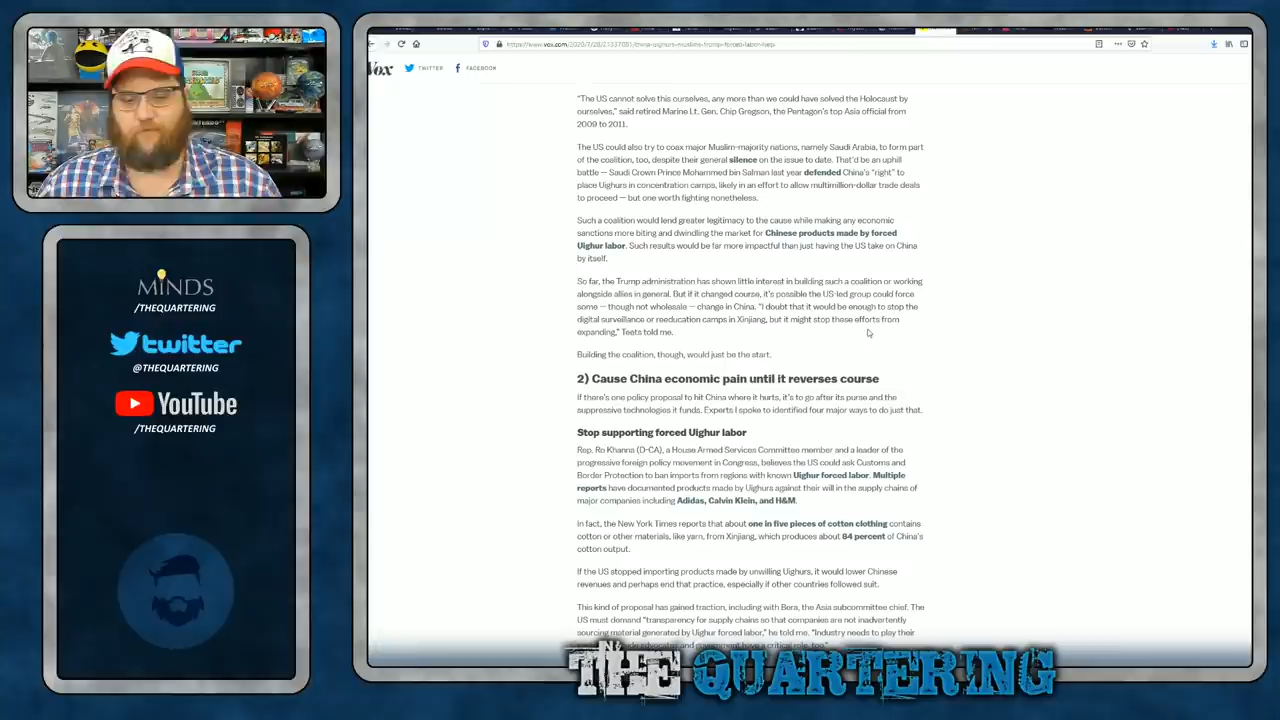 https://www.vox.com/2020/7/28/21337081/china-uighurs-muslims-trump-forced-labor-help
Vox
TWITTER
FACEBOOK
“The US cannot solve this ourselves, any more than we could have solved the Holocaust by
ourselves,” said retired Marine Lt. Gen. Chip Gregson, the Pentagon's top Asia official from
2009 to 2011.
The US could also try to coax major Muslim-majority nations, namely Saudi Arabia, to form part
of the coalition, too, despite their general silence on the issue to date. That'd be an uphill
battle — Saudi Crown Prince Mohammed bin Salman last year defended China's “right” to
place Uighurs in concentration camps, likely in an effort to allow multimillion-dollar trade deals
to proceed — but one worth fighting nonetheless.
Such a coalition would lend greater legitimacy to the cause while making any economic
sanctions more biting and dwindling the market for Chinese products made by forced
Uighur labor. Such results would be far more impactful than just having the US take on China
by itself.
So far, the Trump administration has shown little interest in building such a coalition or working
alongside allies in general. But if it changed course, it's possible the US-led group could force
some — though not wholesale — change in China. “I doubt that it would be enough to stop the
digital surveillance or reeducation camps in Xinjiang, but it might stop these efforts from
expanding,” Teets told me.
Building the coalition, though, would just be the start.
2) Cause China economic pain until it reverses course
If there's one policy proposal to hit China where it hurts, it's to go after its purse and the
suppressive technologies it funds. Experts I spoke to identified four major ways to do just that.
Stop supporting forced Uighur labor
Rep. Ro Khanna (D-CA), a House Armed Services Committee member and a leader of the
progressive foreign policy movement in Congress, believes the US could ask Customs and
Border Protection to ban imports from regions with known Uighur forced labor. Multiple
reports have documented products made by Uighurs against their will in the supply chains of
major companies including Adidas, Calvin Klein, and H&M.
In fact, the New York Times reports that about one in five pieces of cotton clothing contains
cotton or other materials, like yarn, from Xinjiang, which produces about 84 percent of China's
cotton output.
If the US stopped importing products made by unwilling Uighurs, it would lower Chinese
revenues and perhaps end that practice, especially if other countries followed suit.
This kind of proposal has gained traction, including with Bera, the Asia subcommittee chief. The
US must demand “transparency for supply chains so that companies are not inadvertently
sourcing material generated by Uighur forced labor,” he told me. “Industry needs to play their
advocates and government have a critical role, too.”
MINDS
/THEQUARTERING
twitter
@THEQUARTERING
YouTube
/THEQUARTERING
THE QUARTERING